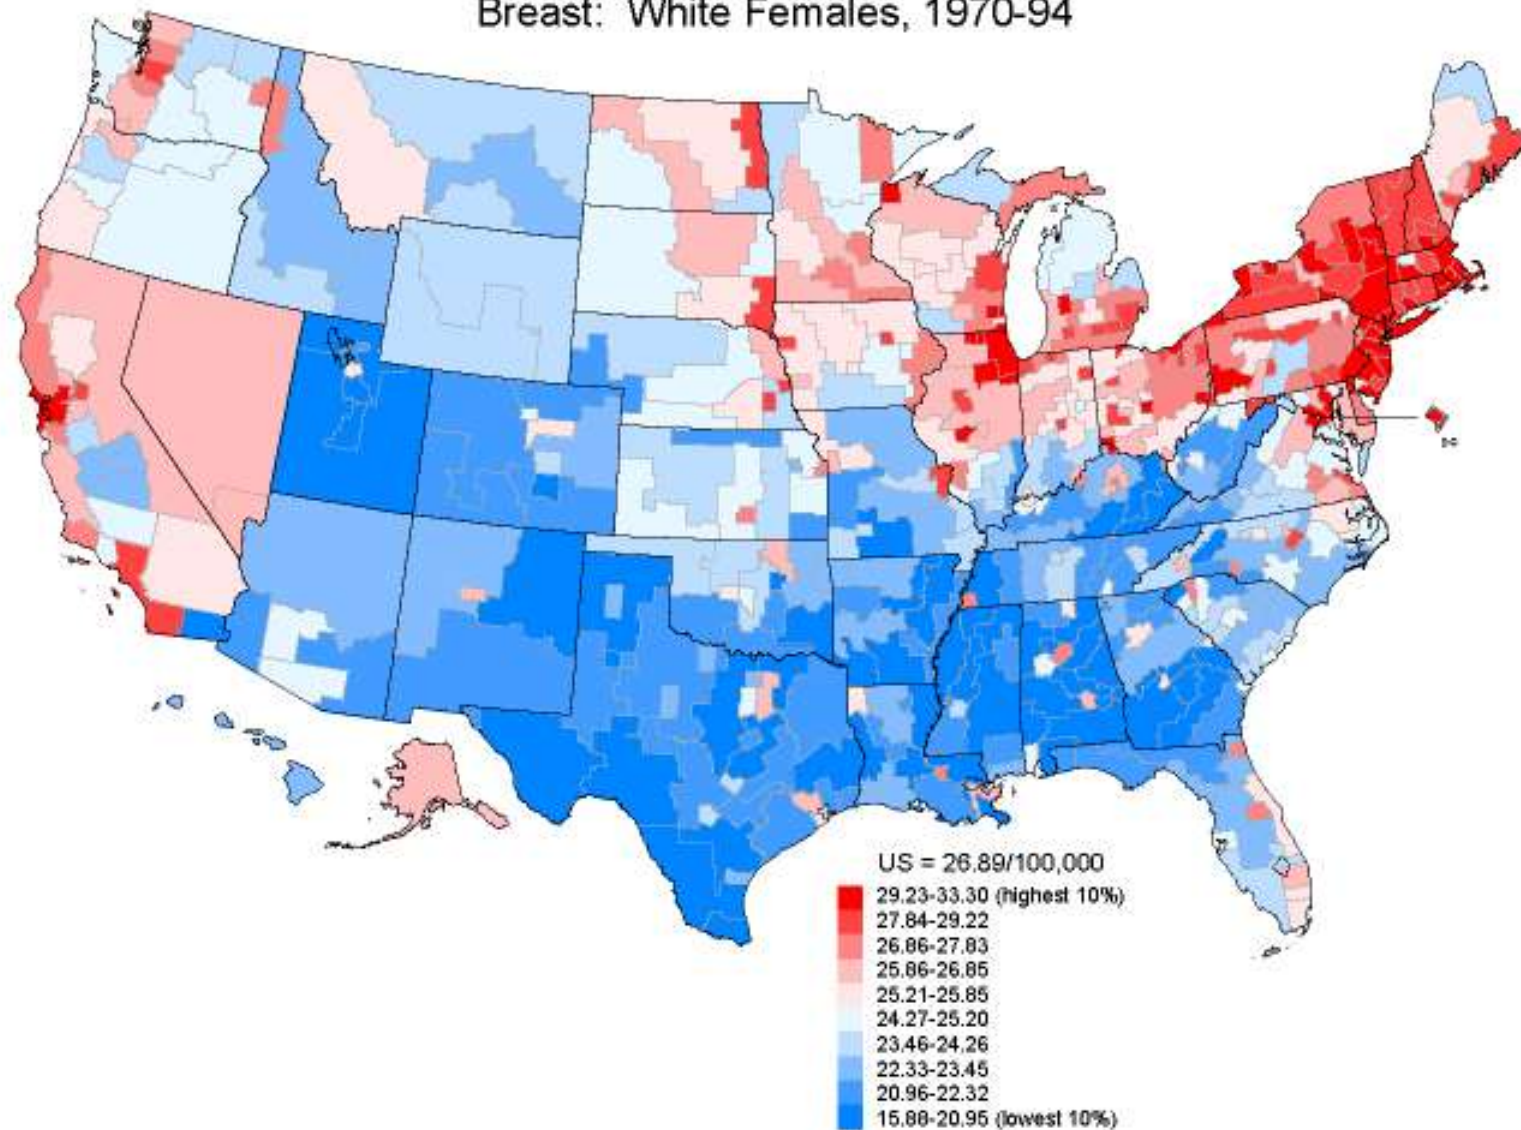 Breast: White Females, 1970-94
US = 26.89/100,000
29.23-33.30 (highest 10%)
27.84-29.22
26.86-27.83
25.86-26.85
25.21-25.85
24.27-25.20
23.46-24.26
22.33-23.45
20.96-22.32
15.88-20.95 (lowest 10%)